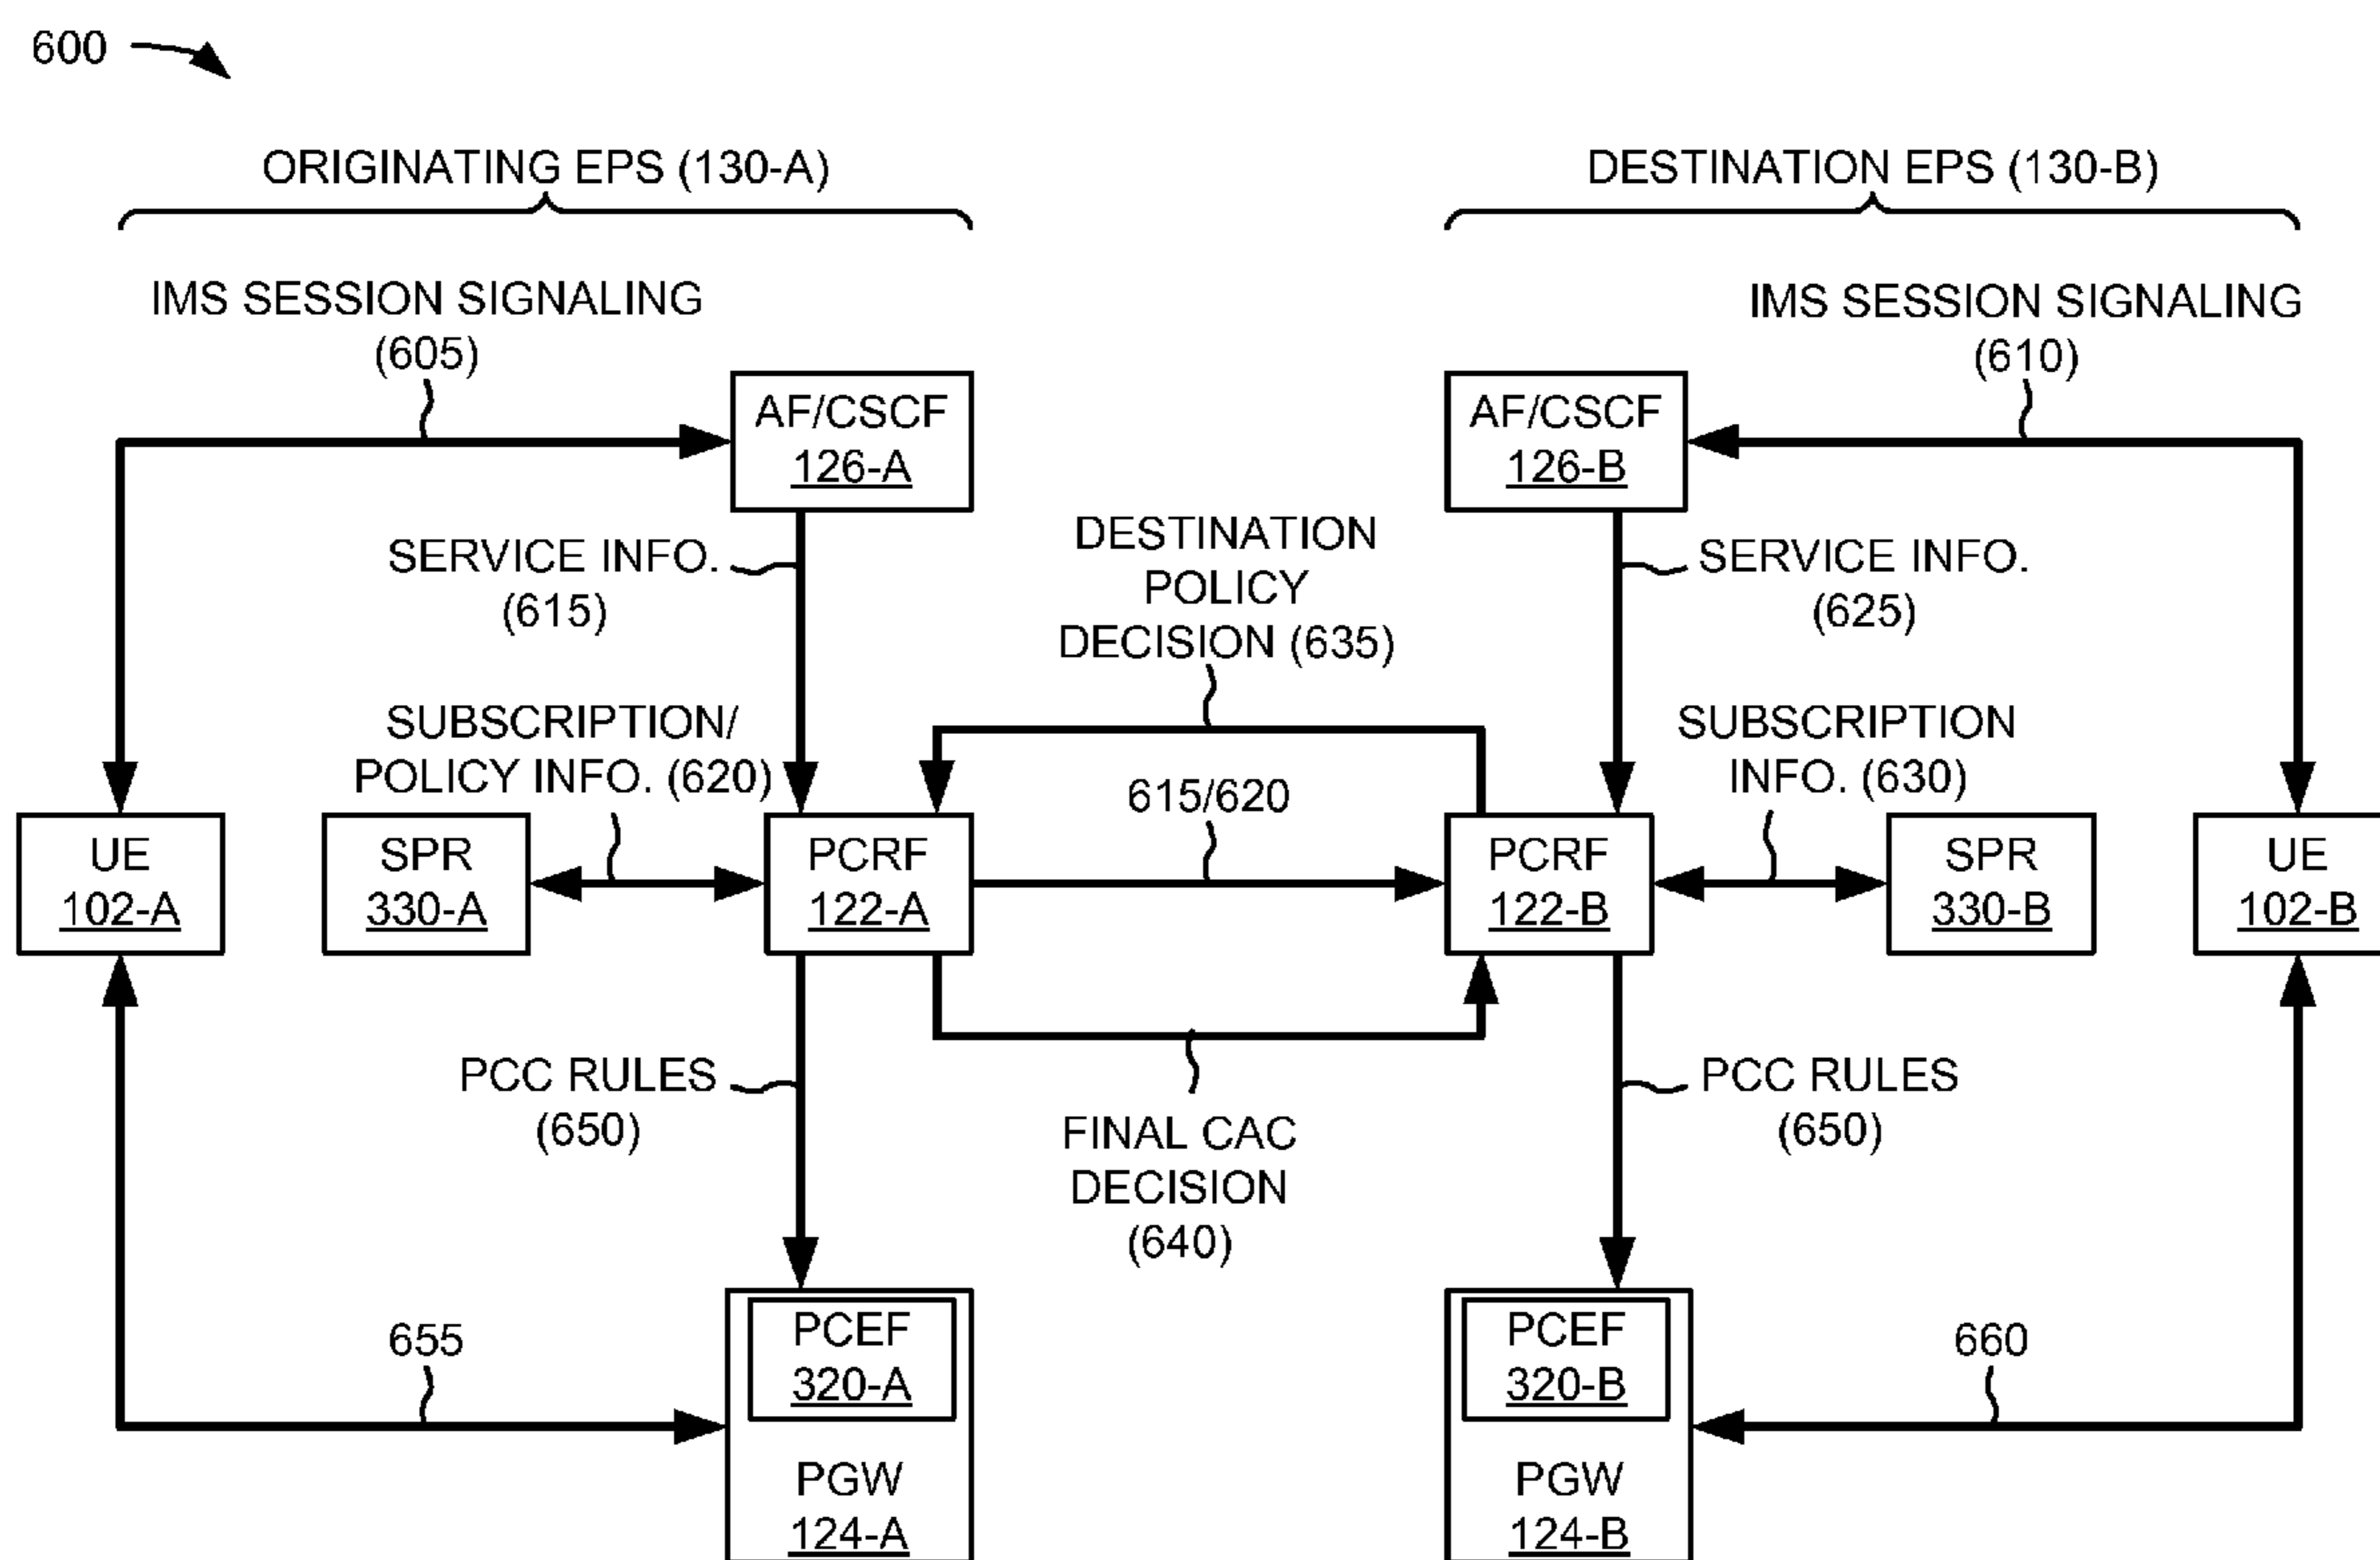 600
ORIGINATING EPS (130-A)
DESTINATION EPS (130-B)
IMS SESSION SIGNALING
(605)
IMS SESSION SIGNALING
(610)
AF/CSCF
126-A
AF/CSCF
126-B
SERVICE INFO.
(615)
DESTINATION
POLICY
DECISION (635)
SERVICE INFO.
(625)
SUBSCRIPTION/
POLICY INFO. (620)
615/620
SUBSCRIPTION
INFO. (630)
UE
102-A
SPR
330-A
PCRF
122-A
PCRF
122-B
SPR
330-B
UE
102-B
PCC RULES
(650)
FINAL CAC
DECISION
(640)
PCC RULES
(650)
655
PCEF
320-A
PGW
124-A
PCEF
320-B
PGW
124-B
660